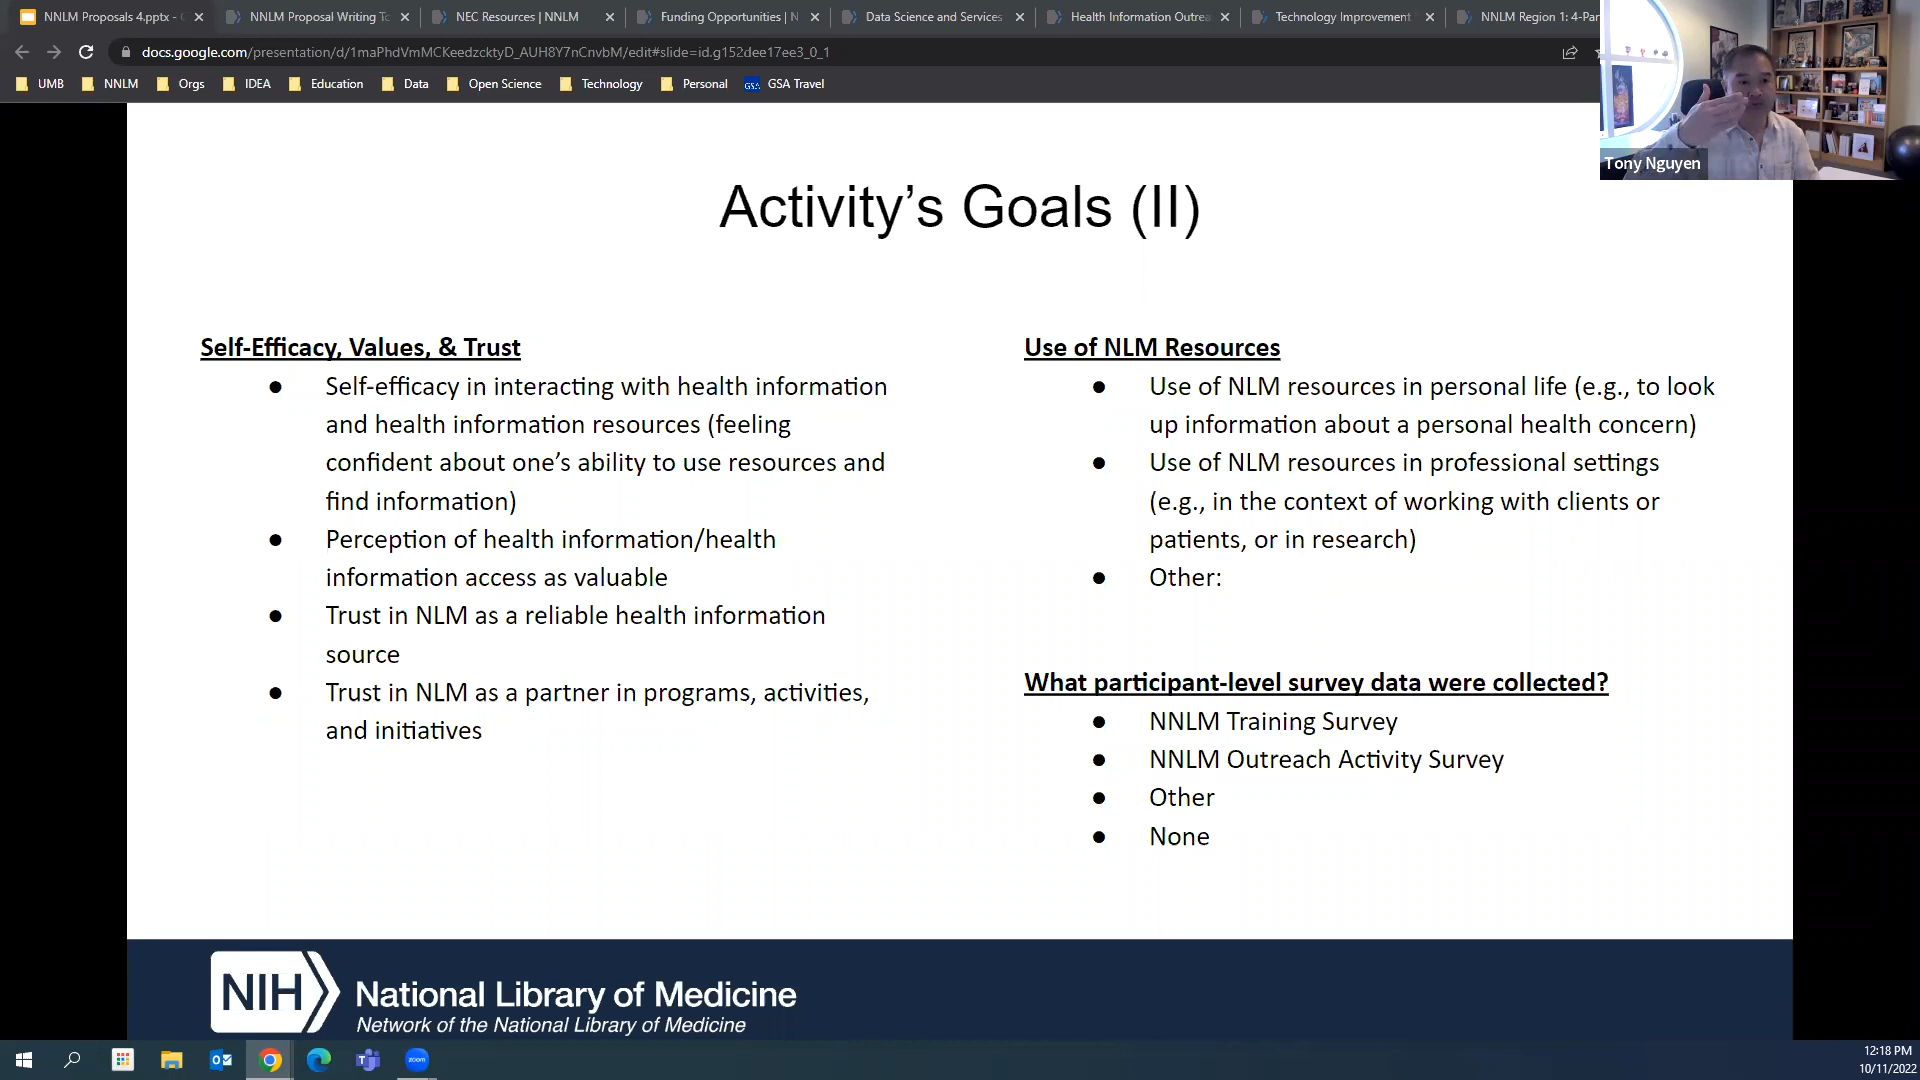 NNLM Proposals 4.pptx -
NNLM Proposal Writing To
NEC Resources | NNLM
Funding Opportunities | N
Data Science and Services
Health Information Outrea
Technology Improvement
NNLM Region 1: 4-Par
docs.google.com/presentation/d/1maPhdVmMCKeedzcktyD_AUH8Y7nCnvbM/edit#slide=id.g152dee17ee3_0_1
UMB
NNLM
Orgs
IDEA
Education
Data
Open Science
Technology
Personal
GSA
GSA Travel
Tony Nguyen
Activity’s Goals (II)
Self-Efficacy, Values, & Trust
● Self-efficacy in interacting with health information
and health information resources (feeling
confident about one’s ability to use resources and
find information)
● Perception of health information/health
information access as valuable
● Trust in NLM as a reliable health information
source
● Trust in NLM as a partner in programs, activities,
and initiatives
Use of NLM Resources
● Use of NLM resources in personal life (e.g., to look
up information about a personal health concern)
● Use of NLM resources in professional settings
(e.g., in the context of working with clients or
patients, or in research)
● Other:
What participant-level survey data were collected?
● NNLM Training Survey
● NNLM Outreach Activity Survey
● Other
● None
NIH
National Library of Medicine
Network of the National Library of Medicine
zoom
12:18 PM
10/11/2022